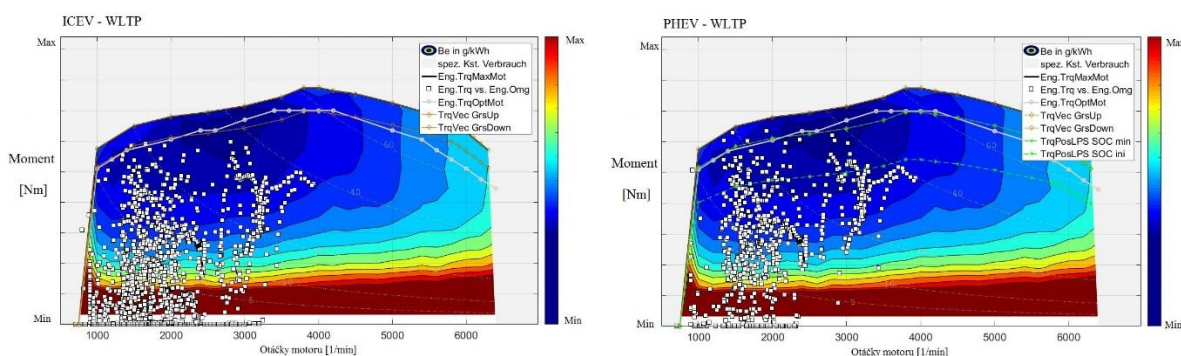 ICEV - WLTP
Max
Moment
[Nm]
Min
1000 2000 3000 4000 5000 6000
Otáčky motoru [1/min]
Be in g/kWh
spez. Kst. Verbrauch
Eng.TrqMaxMot
Eng.Trq vs. Eng.Omg
Eng.TrqOptMot
TrqVec GrsUp
TrqVec GrsDown
60
40
Max
Min
PHEV - WLTP
Max
Moment
[Nm]
Min
1000 2000 3000 4000 5000 6000
Otáčky motoru [1/min]
Be in g/kWh
spez. Kst. Verbrauch
Eng.TrqMaxMot
Eng.Trq vs. Eng.Omg
Eng.TrqOptMot
TrqVec GrsUp
TrqVec GrsDown
TrqPosLPS SOC min
TrqPosLPS SOC ini
60
40
Max
Min